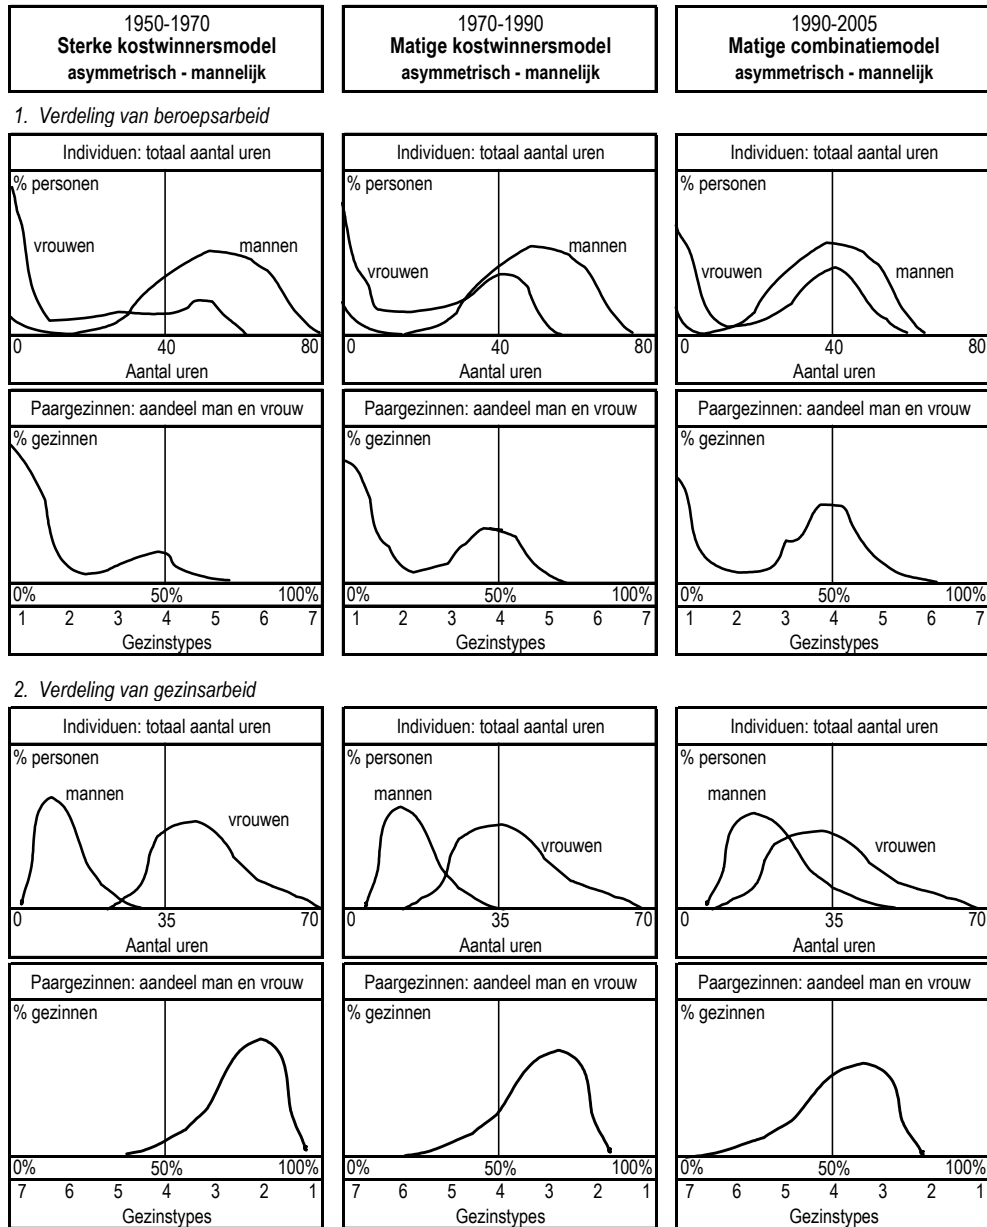 1950-1970
Sterke kostwinnersmodel
asymmetrisch - mannelijk
1970-1990
Matige kostwinnersmodel
asymmetrisch - mannelijk
1990-2005
Matige combinatiemodel
asymmetrisch - mannelijk
1. Verdeling van beroepsarbeid
Individuen: totaal aantal uren
% personen
vrouwen
mannen
0 40 80
Aantal uren
Individuen: totaal aantal uren
% personen
vrouwen
mannen
0 40 80
Aantal uren
Individuen: totaal aantal uren
% personen
vrouwen
mannen
0 40 80
Aantal uren
Paargezinnen: aandeel man en vrouw
% gezinnen
0% 50% 100%
1 2 3 4 5 6 7
Gezinstypes
Paargezinnen: aandeel man en vrouw
% gezinnen
0% 50% 100%
1 2 3 4 5 6 7
Gezinstypes
Paargezinnen: aandeel man en vrouw
% gezinnen
0% 50% 100%
1 2 3 4 5 6 7
Gezinstypes
2. Verdeling van gezinsarbeid
Individuen: totaal aantal uren
% personen
mannen
vrouwen
0 35 70
Aantal uren
Individuen: totaal aantal uren
% personen
mannen
vrouwen
0 35 70
Aantal uren
Individuen: totaal aantal uren
% personen
mannen
vrouwen
0 35 70
Aantal uren
Paargezinnen: aandeel man en vrouw
% gezinnen
0% 50% 100%
7 6 5 4 3 2 1
Gezinstypes
Paargezinnen: aandeel man en vrouw
% gezinnen
0% 50% 100%
7 6 5 4 3 2 1
Gezinstypes
Paargezinnen: aandeel man en vrouw
% gezinnen
0% 50% 100%
7 6 5 4 3 2 1
Gezinstypes